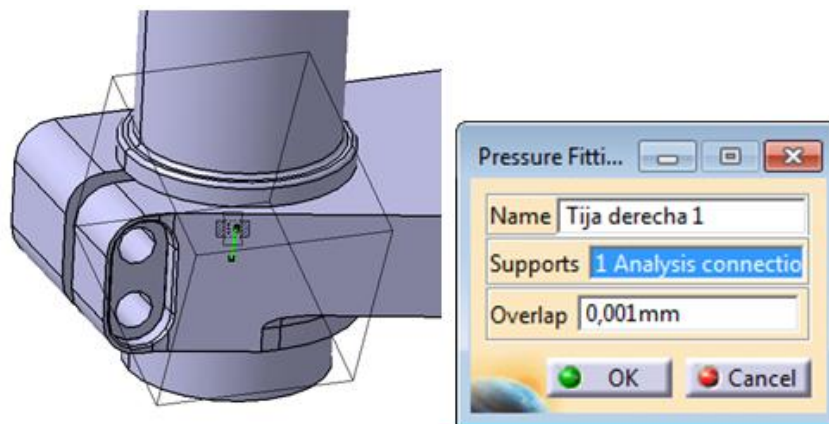 Pressure Fitti...
Name Tija derecha 1
Supports 1 Analysis connectio
Overlap 0,001mm
OK Cancel